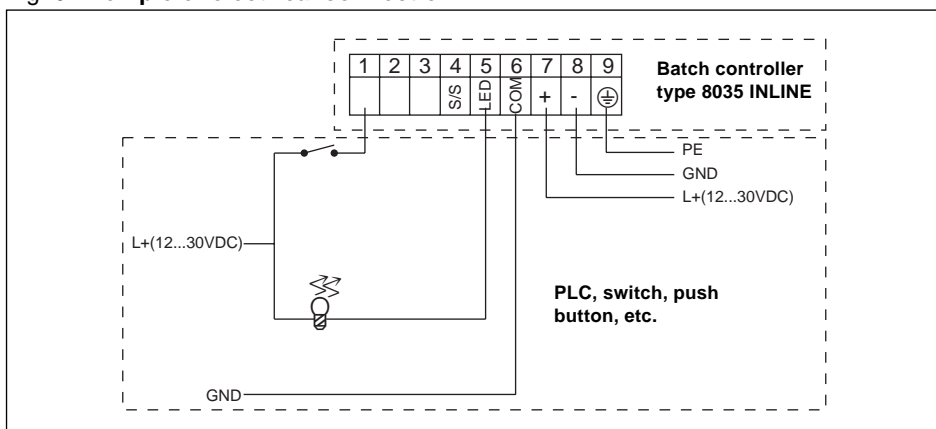 1 2 3 4 5 6 7 8 9
S/S LED COM + -
Batch controller
type 8035 INLINE
PE
GND
L+(12...30VDC)
L+(12...30VDC)
PLC, switch, push
button, etc.
GND